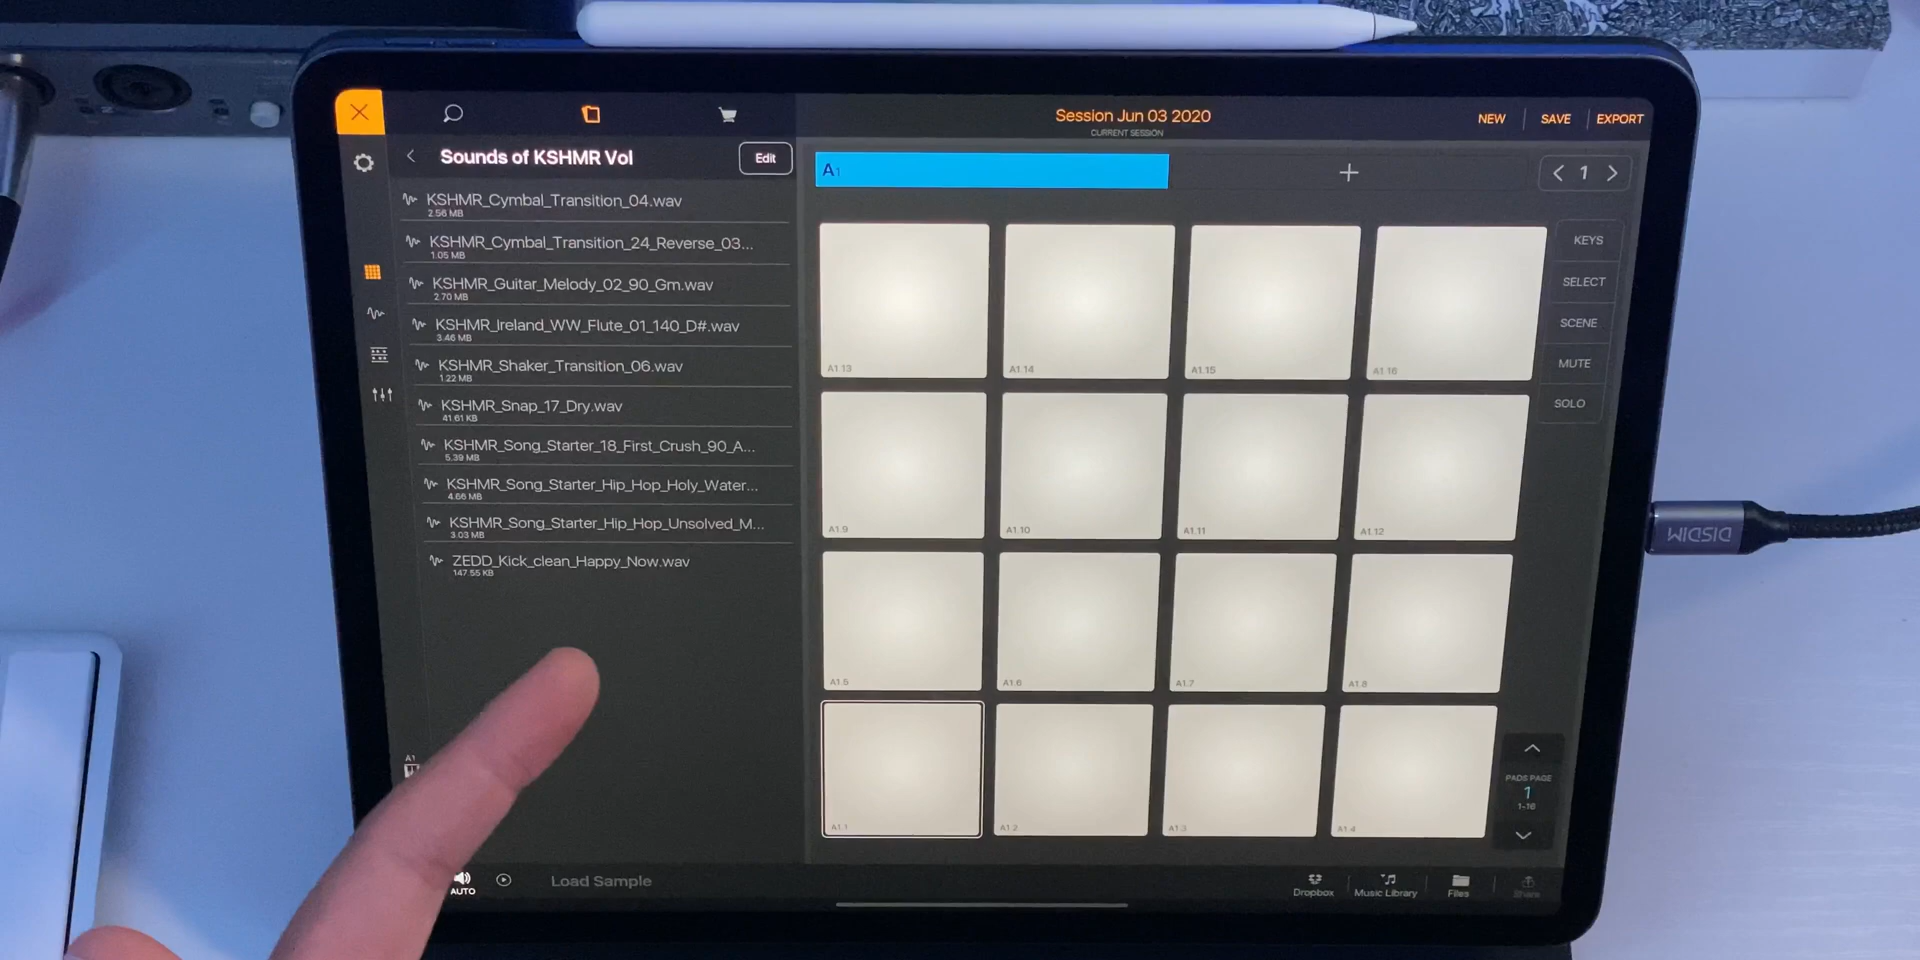 Session Jun 03 2020
CURRENT SESSION
NEW
SAVE
EXPORT
Sounds of KSHMR Vol
Edit
KSHMR_Cymbal_Transition_04.wav
2.56 MB
KSHMR_Cymbal_Transition_24_Reverse_03...
1.05 MB
KSHMR_Guitar_Melody_02_90_Gm.wav
2.70 MB
KSHMR_Ireland_WW_Flute_01_140_D#.wav
3.46 MB
KSHMR_Shaker_Transition_06.wav
1.22 MB
KSHMR_Snap_17_Dry.wav
41.61 KB
KSHMR_Song_Starter_18_First_Crush_90_A...
5.39 MB
KSHMR_Song_Starter_Hip_Hop_Holy_Water...
4.66 MB
KSHMR_Song_Starter_Hip_Hop_Unsolved_M...
3.03 MB
ZEDD_Kick_clean_Happy_Now.wav
147.55 KB
A1
AUTO
Load Sample
A1
1
A1.13
A1.14
A1.15
A1.16
A1.9
A1.10
A1.11
A1.12
A1.5
A1.6
A1.7
A1.8
A1.1
A1.2
A1.3
A1.4
KEYS
SELECT
SCENE
MUTE
SOLO
PADS PAGE
1
1-16
Dropbox
Music Library
Files
Share
DISDIM